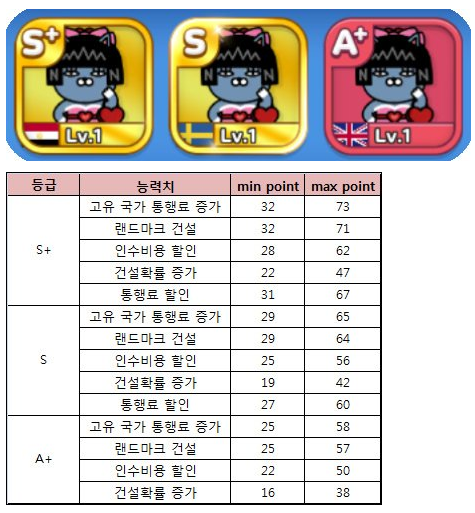 S+ S A+
N N N N N N
Lv.1 Lv.1 Lv.1
등급 능력치 min point max point
S+
고유 국가 통행료 증가 32 73
랜드마크 건설 32 71
인수비용 할인 28 62
건설확률 증가 22 47
통행료 할인 31 67
S
고유 국가 통행료 증가 29 65
랜드마크 건설 29 64
인수비용 할인 25 56
건설확률 증가 19 42
통행료 할인 27 60
A+
고유 국가 통행료 증가 25 58
랜드마크 건설 25 57
인수비용 할인 22 50
건설확률 증가 16 38